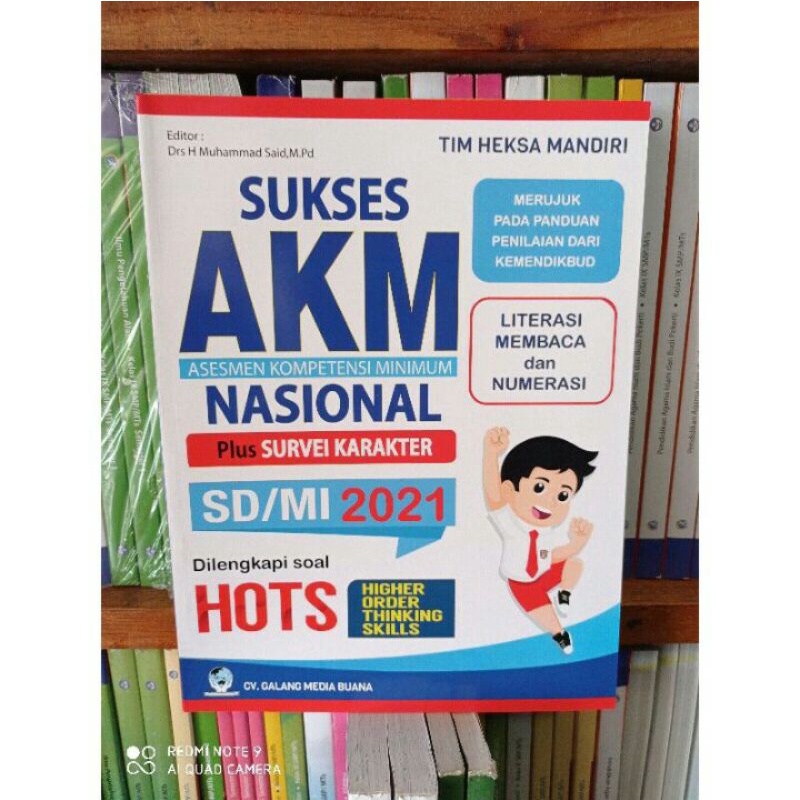 Editor :
Drs H Muhammad Said,M.Pd
TIM HEKSA MANDIRI
SUKSES
AKM
ASESMEN KOMPETENSI MINIMUM
NASIONAL
Plus SURVEI KARAKTER
SD/MI 2021
MERUJUK
PADA PANDUAN
PENILAIAN DARI
KEMENDIKBUD
LITERASI
MEMBACA
dan
NUMERASI
Dilengkapi soal
HOTS
HIGHER
ORDER
THINKING
SKILLS
CV. GALANG MEDIA BUANA
REDMI NOTE 9
AI QUAD CAMERA